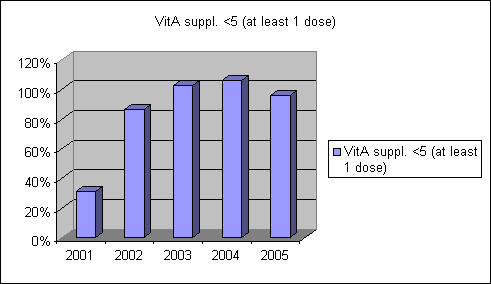 VitA suppl. <5 (at least 1 dose)
120%
100%
80%
60%
40%
20%
0%
2001 2002 2003 2004 2005
VitA suppl. <5 (at least
1 dose)